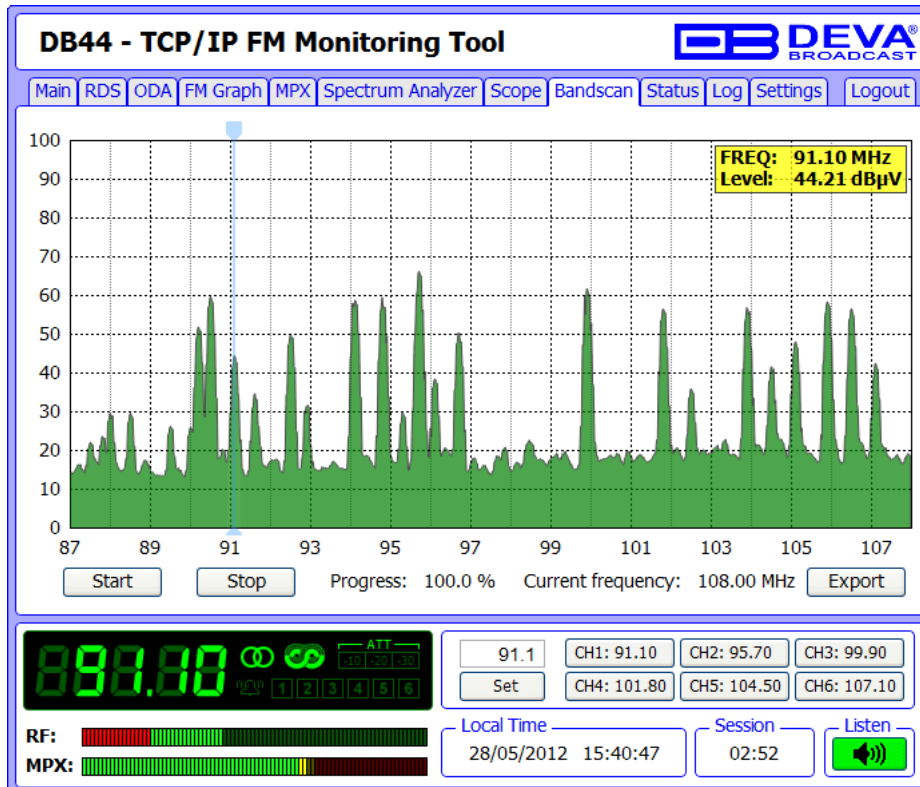 DB44 - TCP/IP FM Monitoring Tool
DB DEVA®
BROADCAST
Main RDS ODA FM Graph MPX Spectrum Analyzer Scope Bandscan Status Log Settings Logout
FREQ: 91.10 MHz
Level: 44.21 dBµV
100
90
80
70
60
50
40
30
20
10
0
87 89 91 93 95 97 99 101 103 105 107
Start Stop Progress: 100.0 % Current frequency: 108.00 MHz Export
91.10
ATT
-10 -20 -30
1 2 3 4 5 6
91.1 CH1: 91.10 CH2: 95.70 CH3: 99.90
Set CH4: 101.80 CH5: 104.50 CH6: 107.10
RF:
MPX:
Local Time
28/05/2012 15:40:47
Session
02:52
Listen